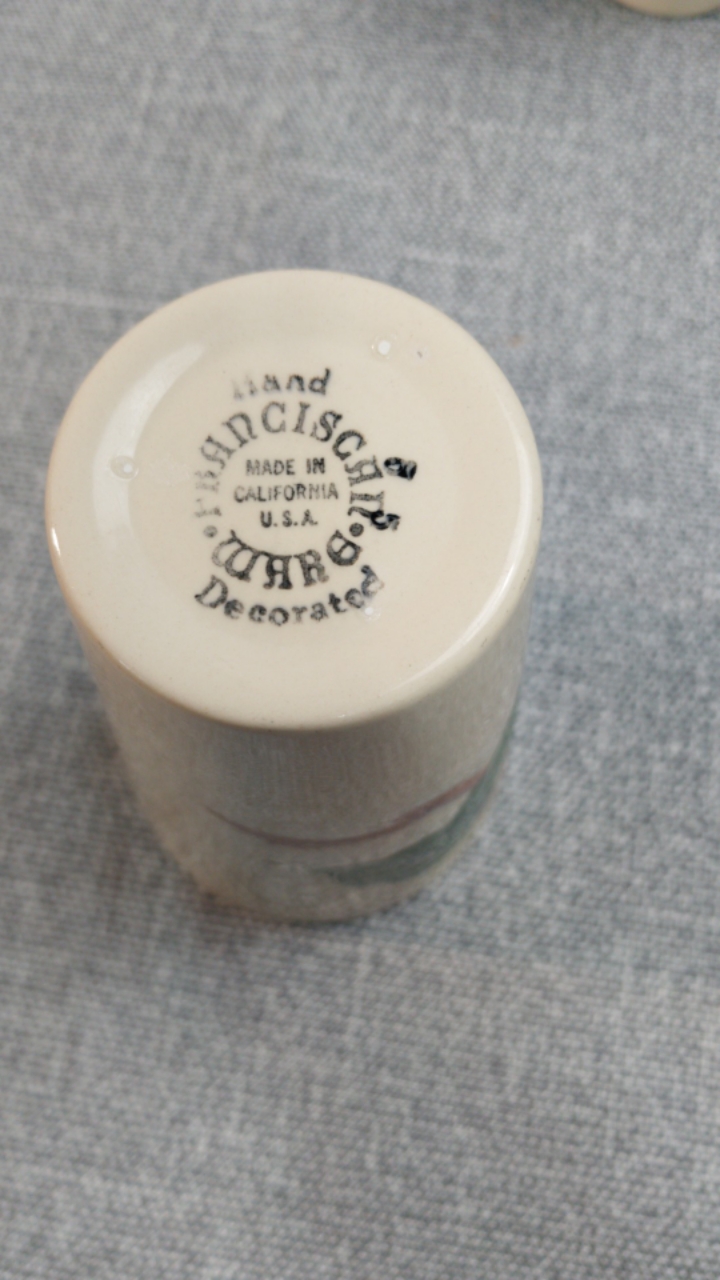 Hand
FRANCISCAN
MADE IN
CALIFORNIA
U.S.A.
WARE
Decorated